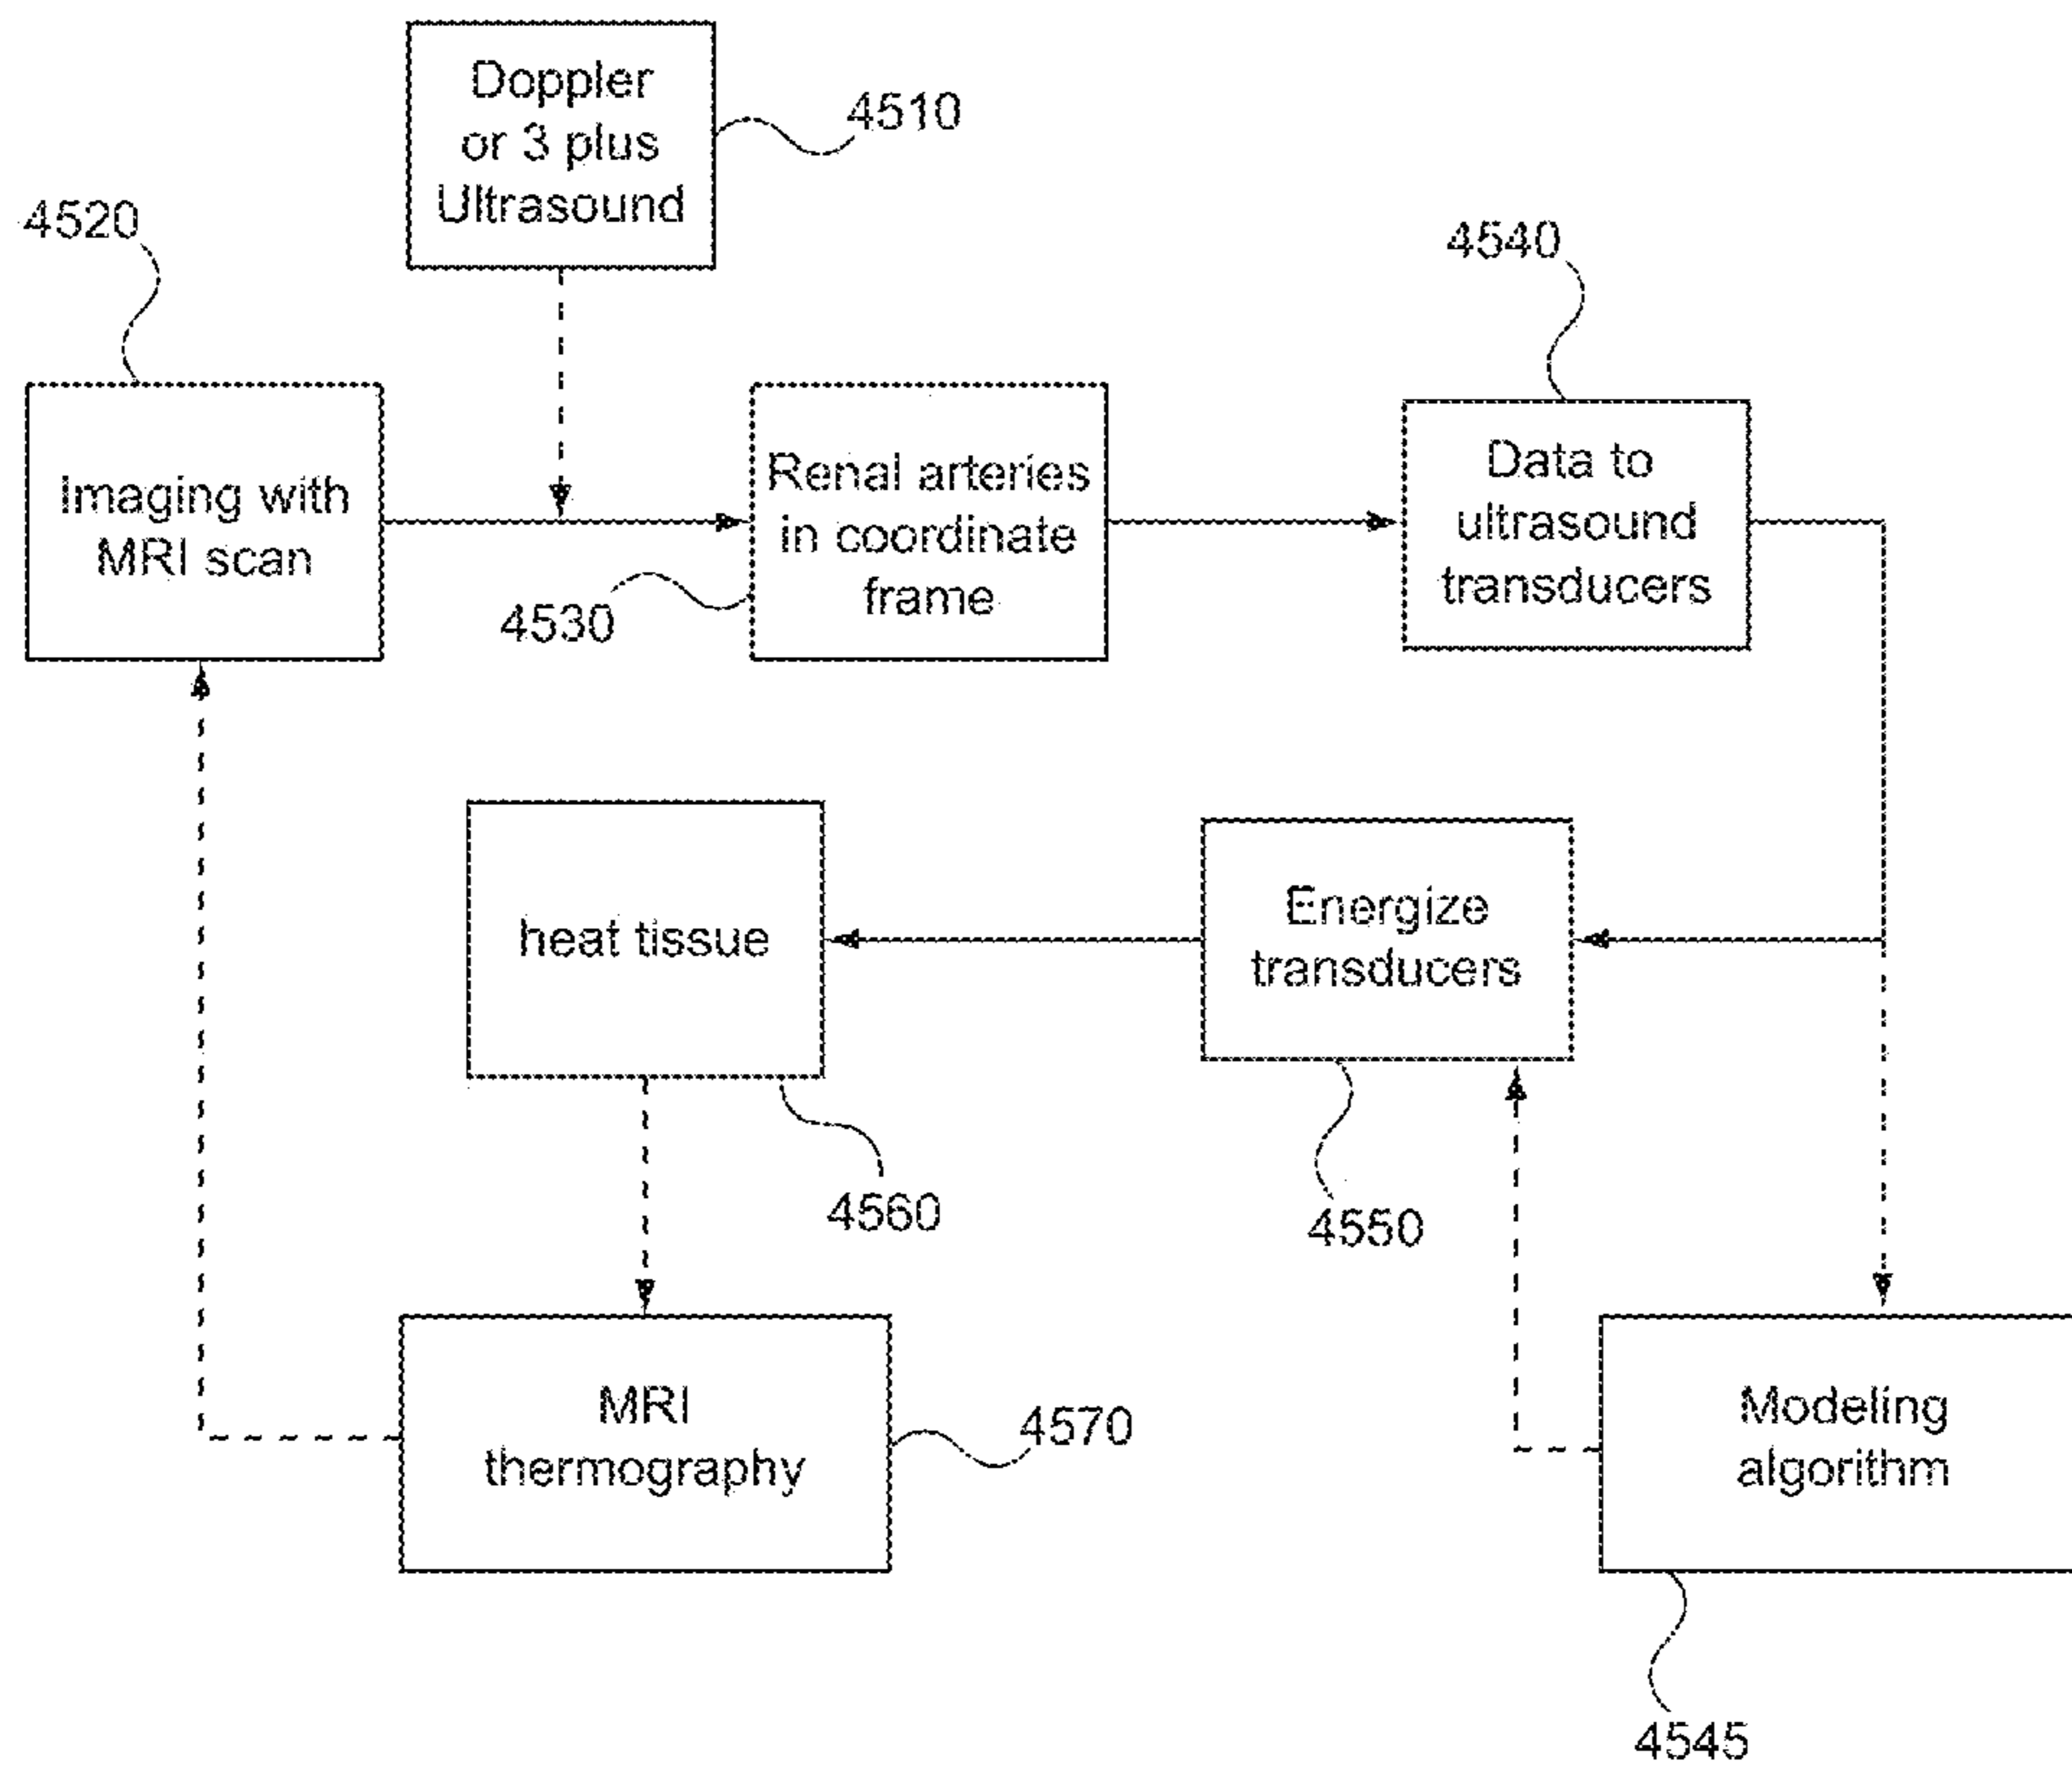 Doppler
or 3 plus
Ultrasound
4510
4520
4540
Imaging with
MRI scan
Renal arteries
in coordinate
frame
4530
Data to
ultrasound
transducers
heat tissue
4560
Energize
transducers
4550
MRI
thermography
4570
Modeling
algorithm
4545